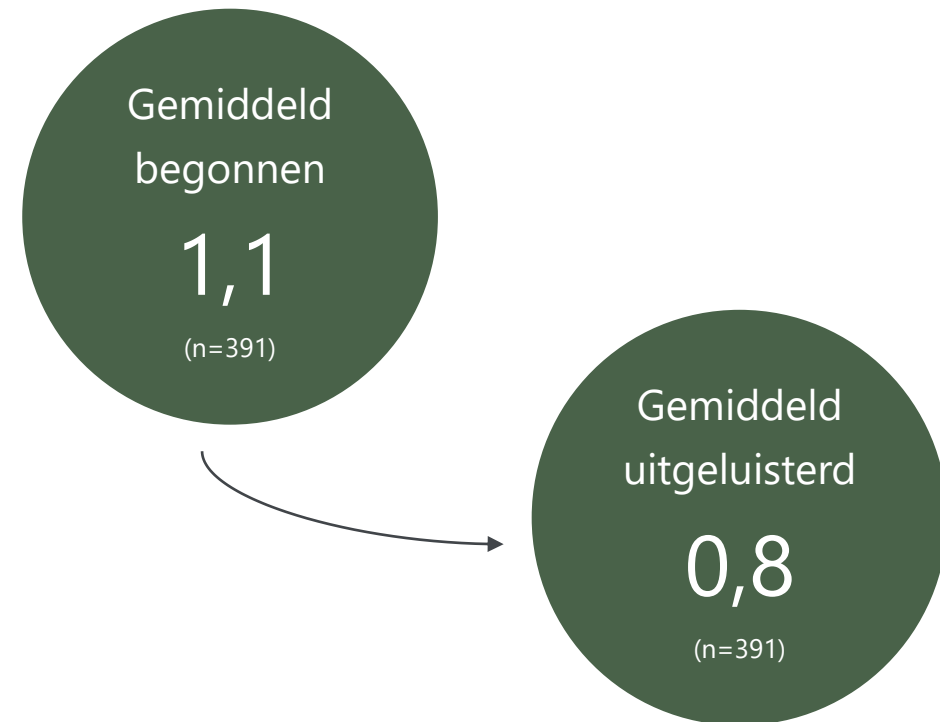 Gemiddeld
begonnen
1,1
(n=391)
Gemiddeld
uitgeluisterd
0,8
(n=391)